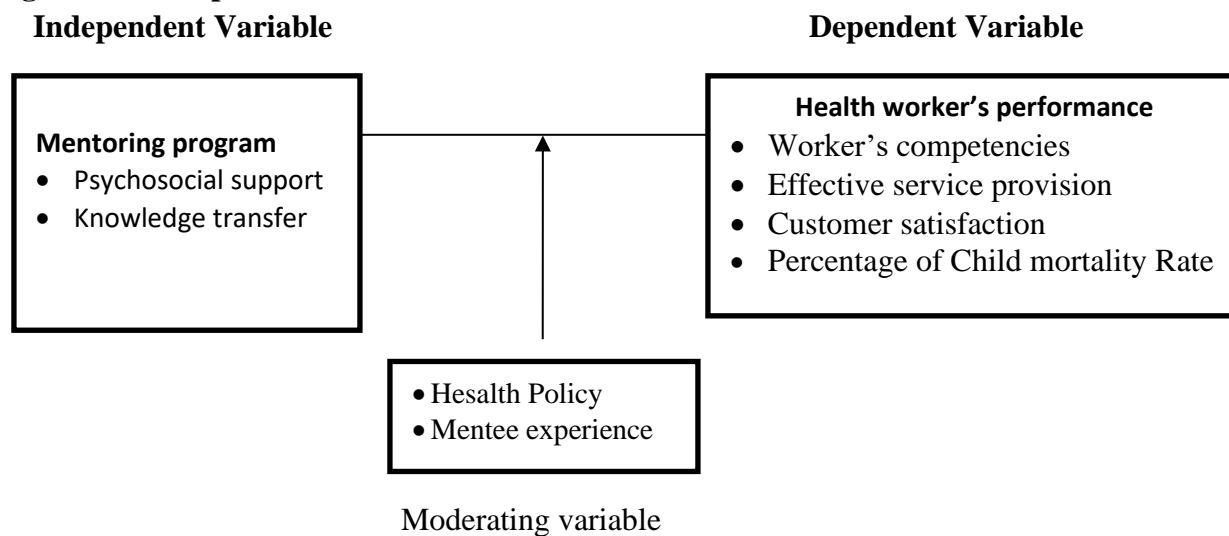 Independent Variable
Dependent Variable
Mentoring program
• Psychosocial support
• Knowledge transfer
Health worker’s performance
• Worker’s competencies
• Effective service provision
• Customer satisfaction
• Percentage of Child mortality Rate
• Hesalth Policy
• Mentee experience
Moderating variable